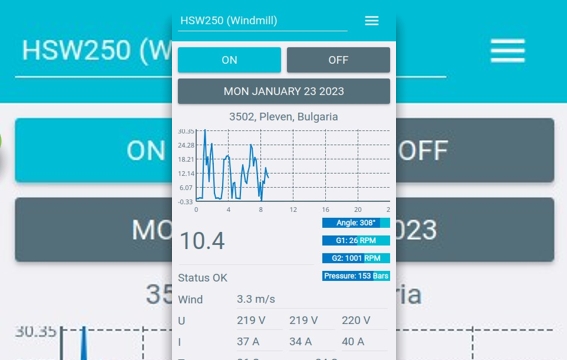 HSW250 (Windmill)
ON
OFF
MON JANUARY 23 2023
3502, Pleven, Bulgaria
30.35
24.28
18.21
12.14
6.07
-0.33
0 4 8 12 16 20 2
10.4
Angle: 308°
G1: 26 RPM
G2: 1001 RPM
Pressure: 153 Bars
Status OK
Wind 3.3 m/s
U 219 V 219 V 220 V
I 37 A 34 A 40 A
HSW250 (W
ON
OFF
MO
023
35
ria
30.35